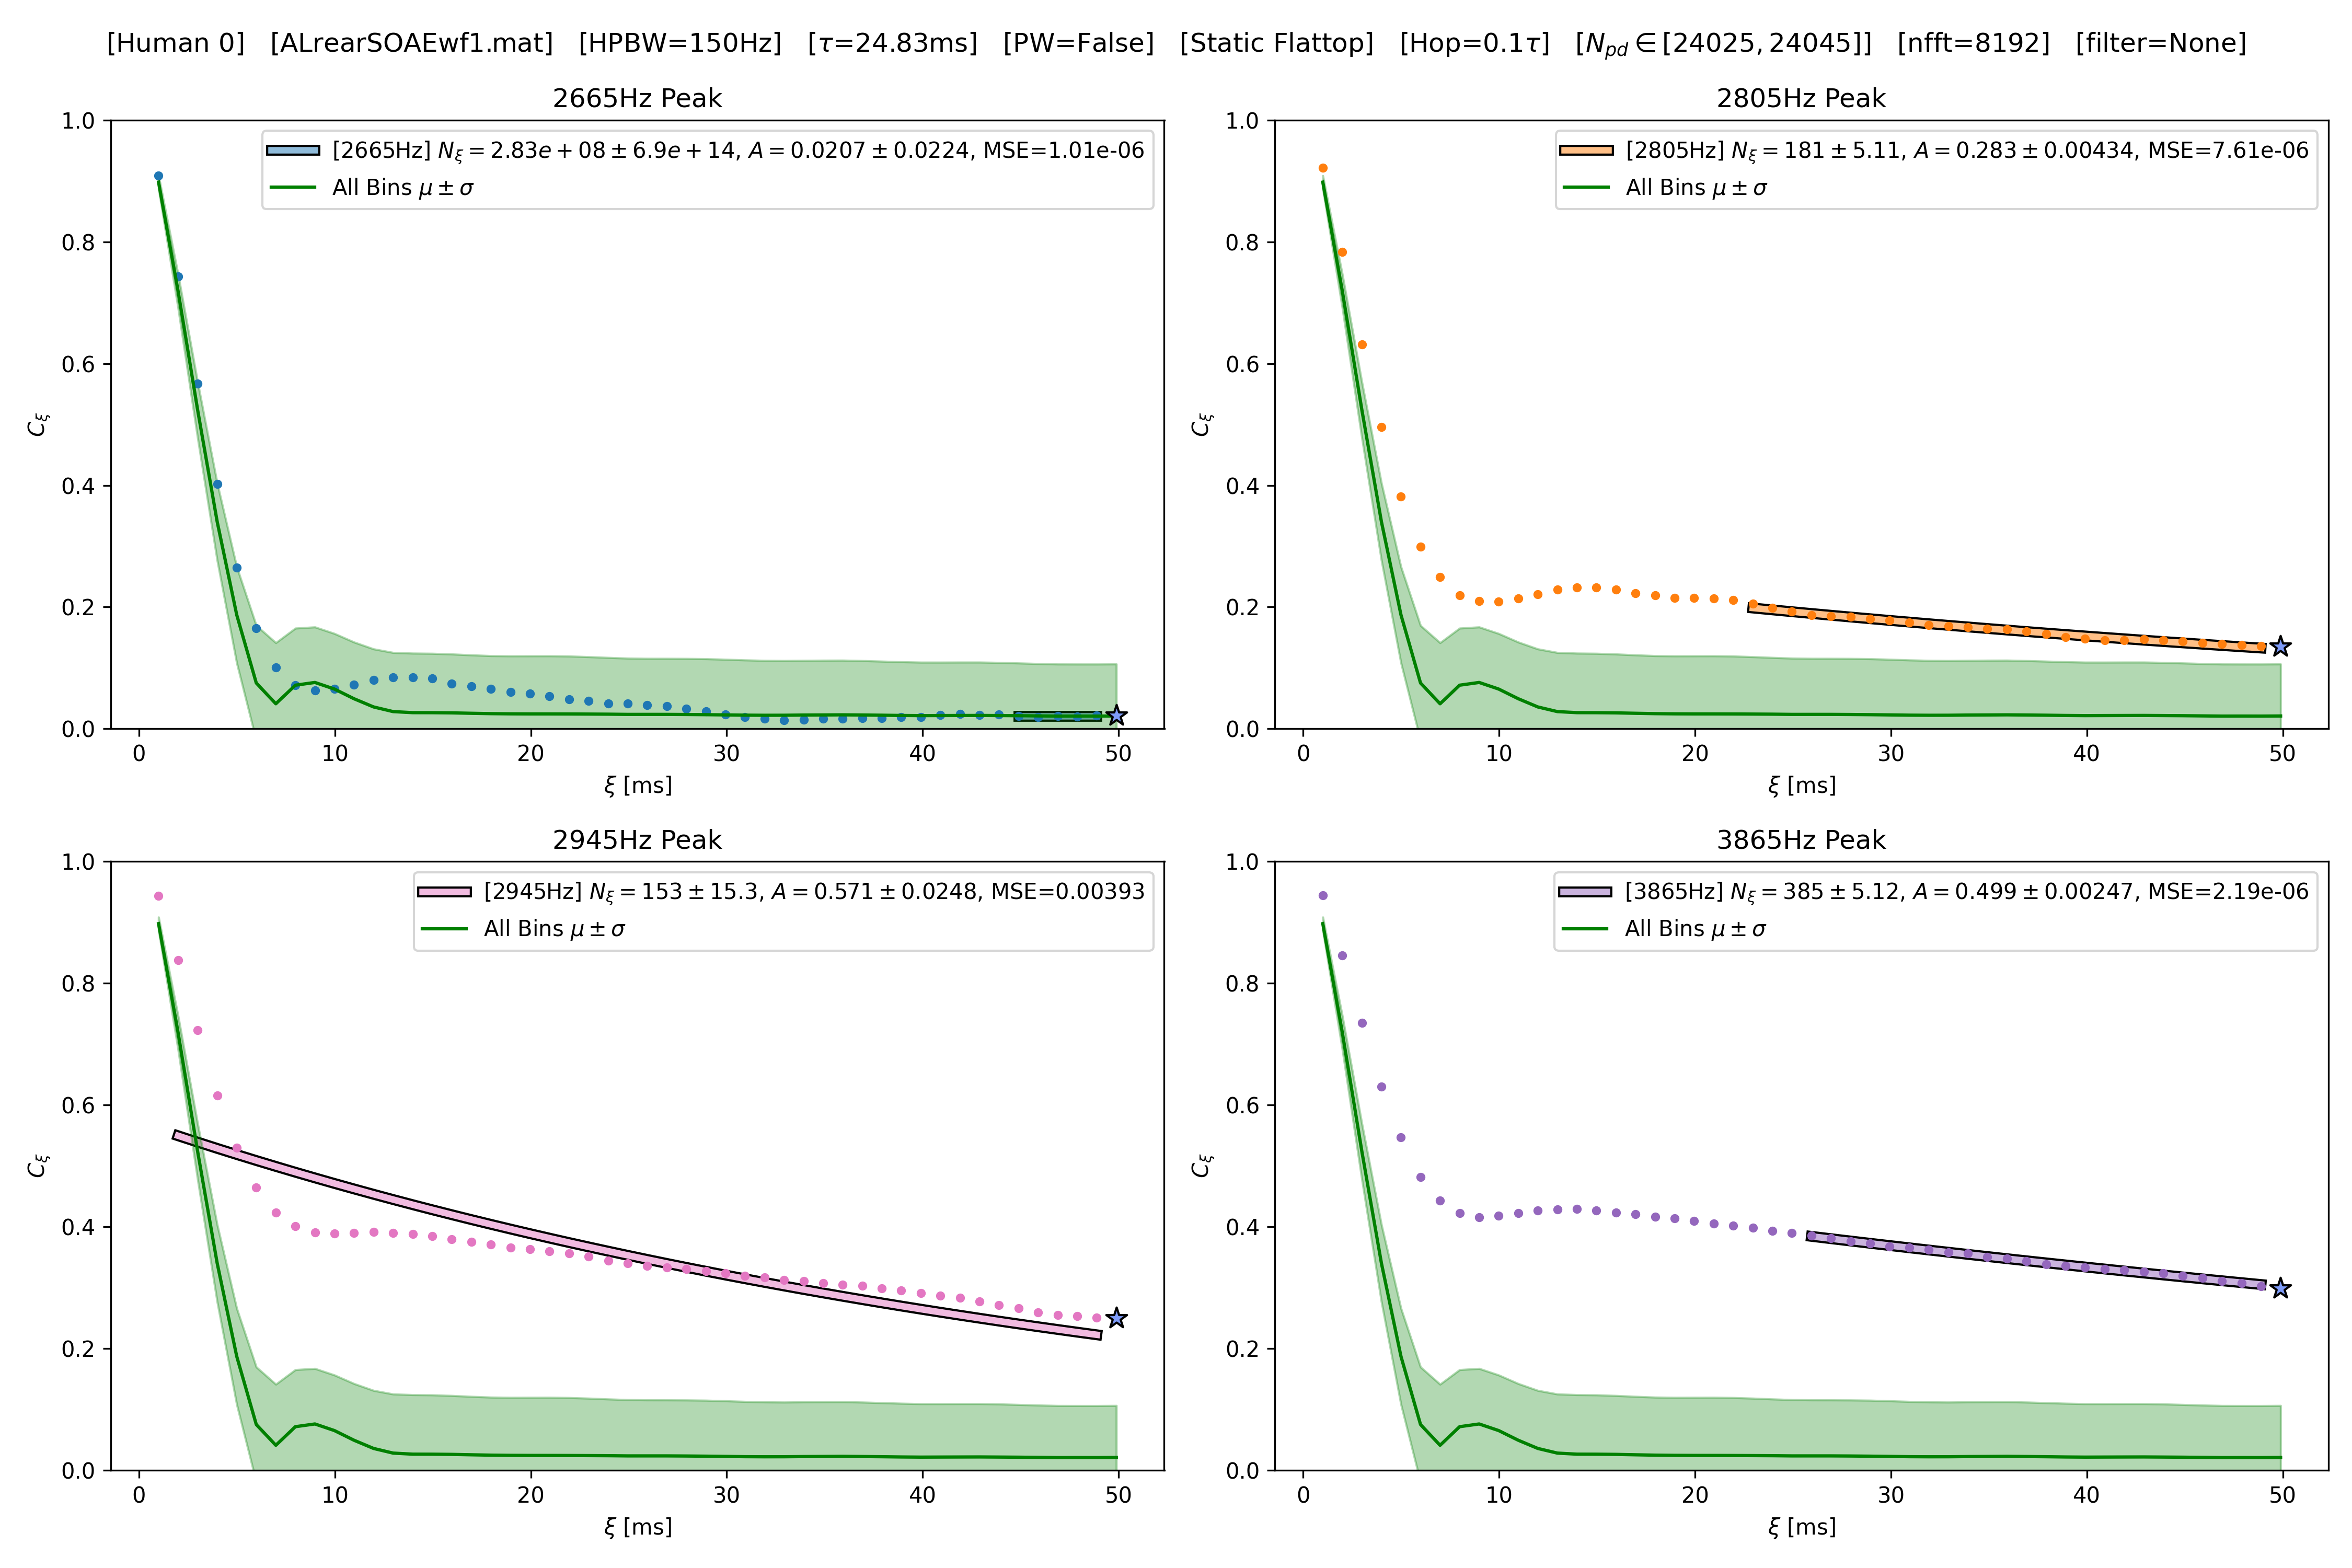 [Human 0] [ALrearSOAEwf1.mat] [HPBW=150Hz] [τ=24.83ms] [PW=False] [Static Flattop] [Hop=0.1τ] [N_pd ∈ [24025, 24045]] [nfft=8192] [filter=None]
2665Hz Peak
[2665Hz] N_ξ = 2.83e + 08 ± 6.9e + 14, A = 0.0207 ± 0.0224, MSE=1.01e-06
All Bins μ ± σ
1.0
0.8
0.6
0.4
0.2
0.0
C_ξ
0 10 20 30 40 50
ξ [ms]
2805Hz Peak
[2805Hz] N_ξ = 181 ± 5.11, A = 0.283 ± 0.00434, MSE=7.61e-06
All Bins μ ± σ
1.0
0.8
0.6
0.4
0.2
0.0
C_ξ
0 10 20 30 40 50
ξ [ms]
2945Hz Peak
[2945Hz] N_ξ = 153 ± 15.3, A = 0.571 ± 0.0248, MSE=0.00393
All Bins μ ± σ
1.0
0.8
0.6
0.4
0.2
0.0
C_ξ
0 10 20 30 40 50
ξ [ms]
3865Hz Peak
[3865Hz] N_ξ = 385 ± 5.12, A = 0.499 ± 0.00247, MSE=2.19e-06
All Bins μ ± σ
1.0
0.8
0.6
0.4
0.2
0.0
C_ξ
0 10 20 30 40 50
ξ [ms]